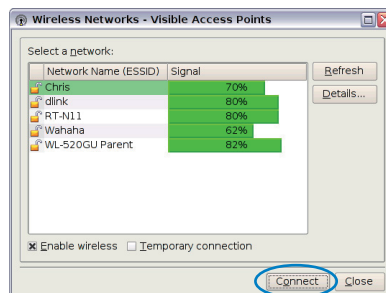 Wireless Networks - Visible Access Points
Select a network:
Network Name (ESSID) Signal
Refresh
Chris 70%
Details...
dlink 80%
RT-N11 80%
Wahaha 62%
WL-520GU Parent 82%
Enable wireless Temporary connection
Connect Close